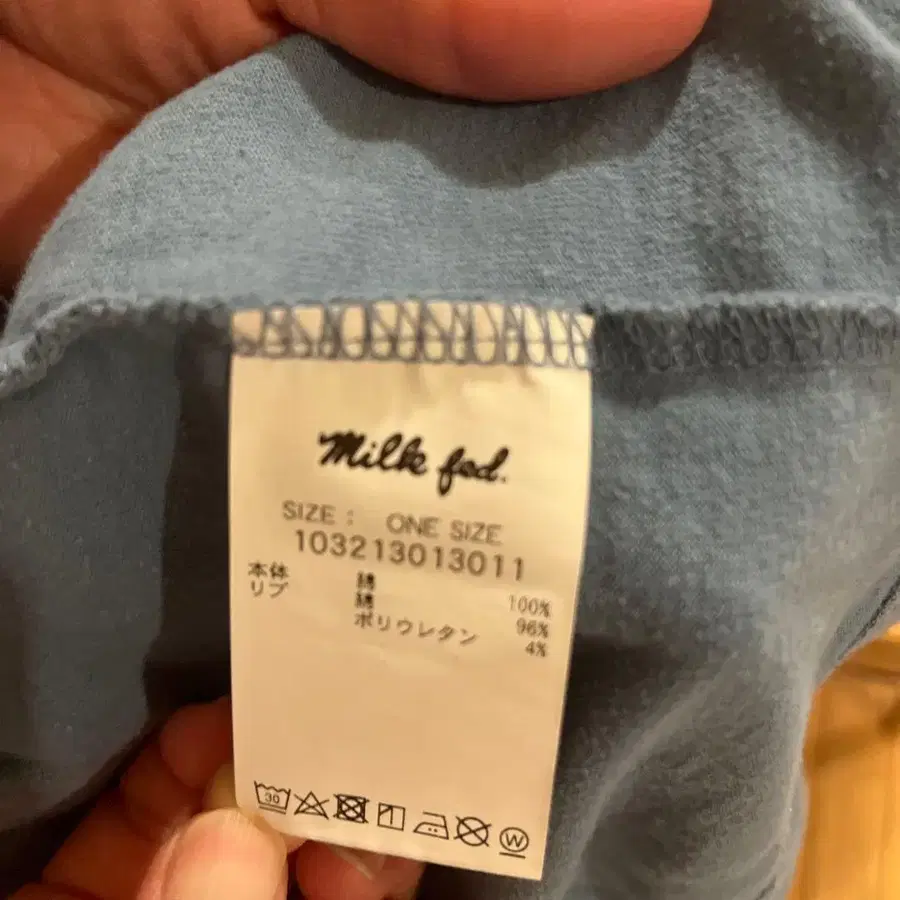 Milk fed.
SIZE : ONE SIZE
103213013011
本体 綿 100%
リブ 綿 96%
ポリウレタン 4%
30
W